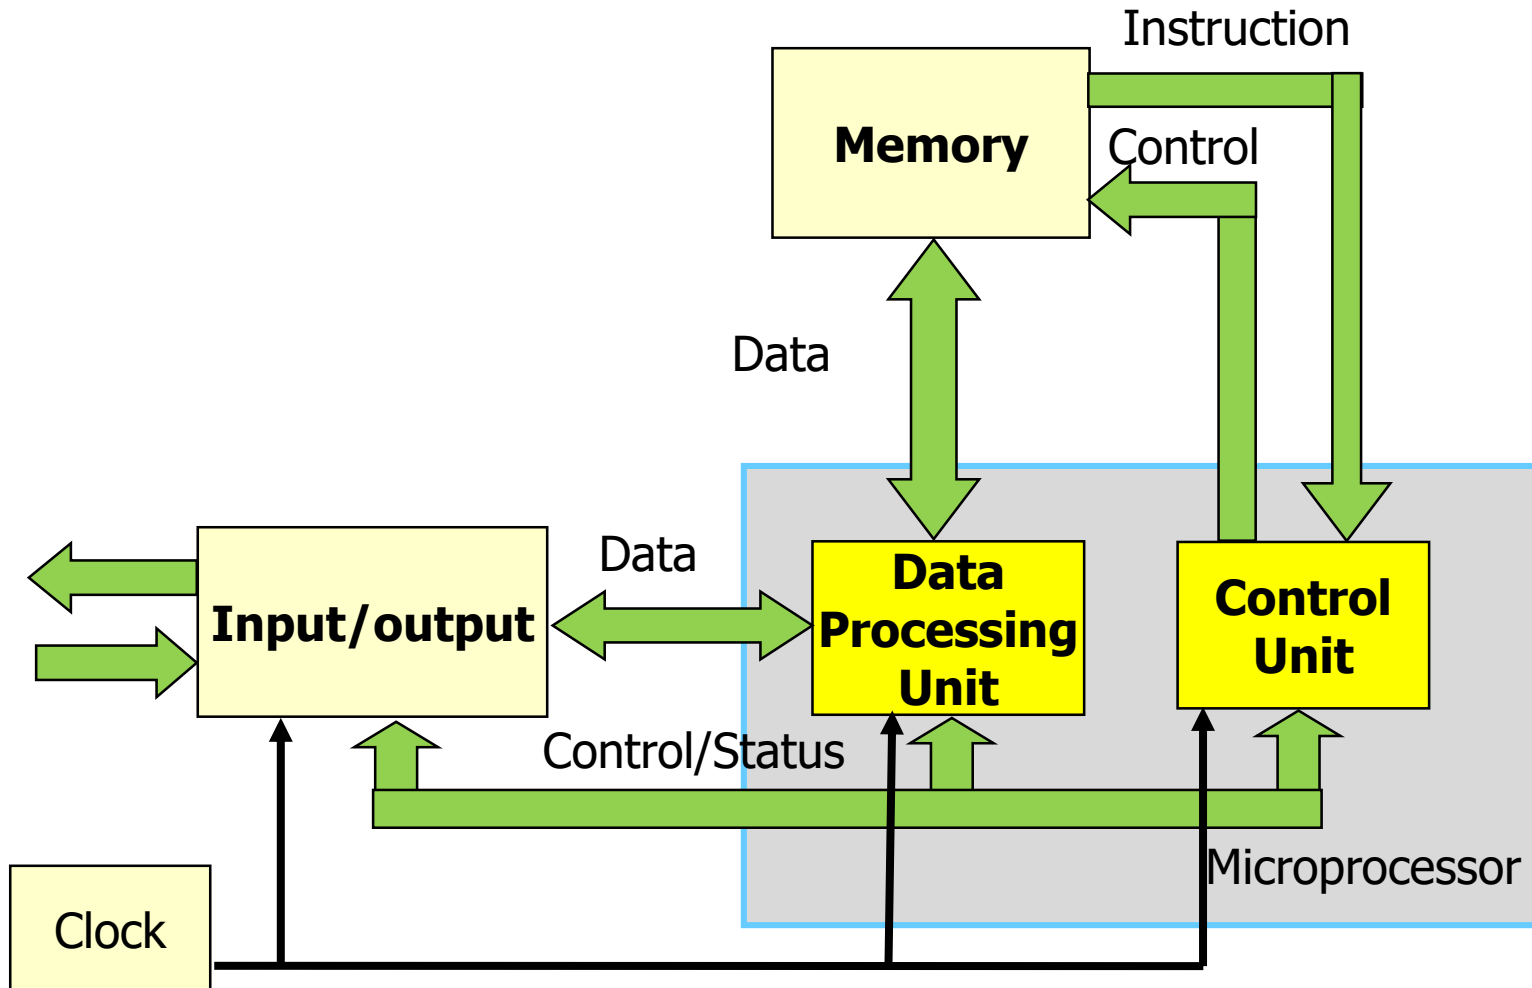 Instruction
Memory
Control
Data
Data
Input/output
Data
Processing
Unit
Control
Unit
Control/Status
Microprocessor
Clock